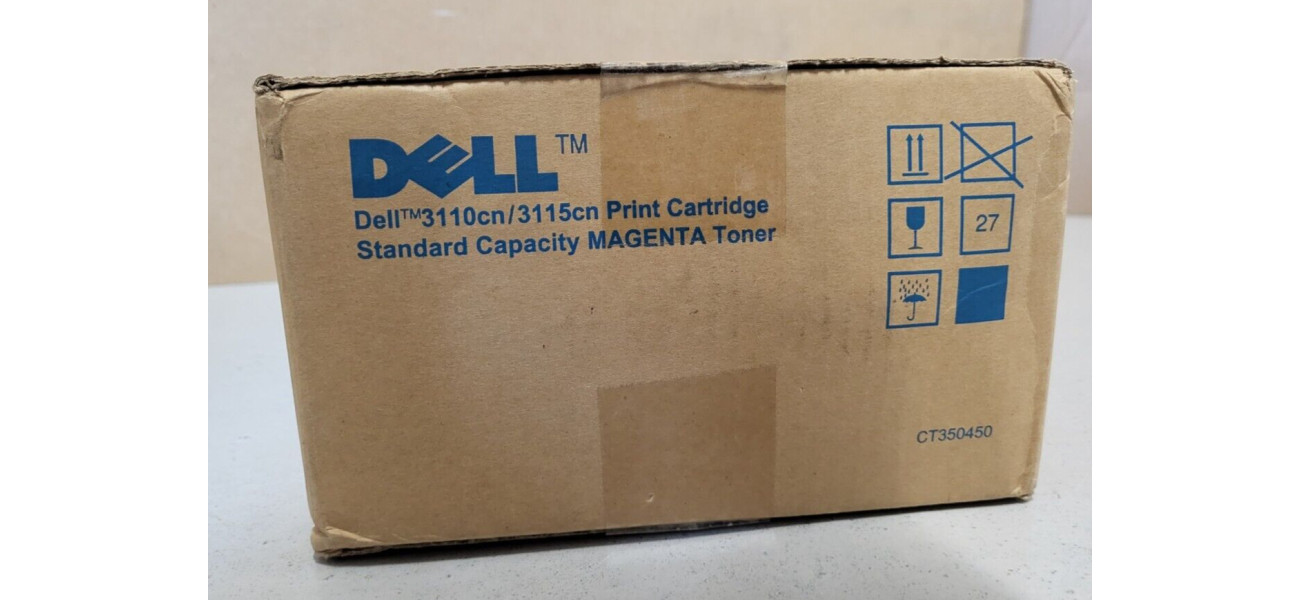 DELL™
Dell™3110cn/3115cn Print Cartridge
Standard Capacity MAGENTA Toner
27
CT350450